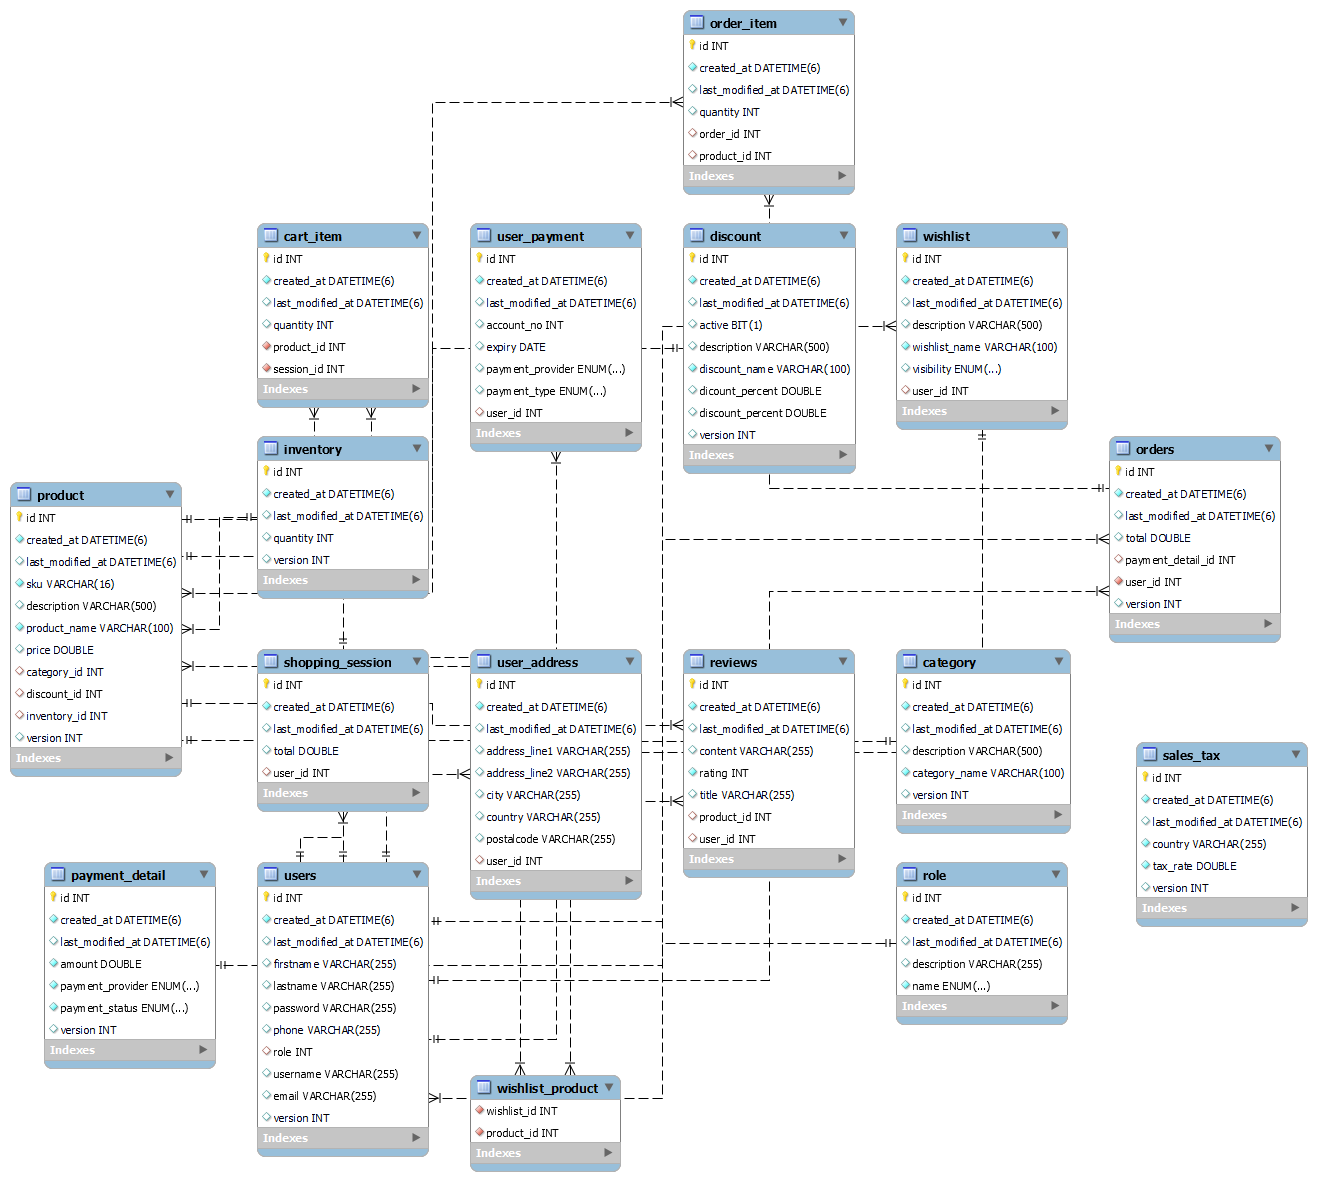 order_item
id INT
created_at DATETIME(6)
last_modified_at DATETIME(6)
quantity INT
order_id INT
product_id INT
Indexes
cart_item
id INT
created_at DATETIME(6)
last_modified_at DATETIME(6)
quantity INT
product_id INT
session_id INT
Indexes
user_payment
id INT
created_at DATETIME(6)
last_modified_at DATETIME(6)
account_no INT
expiry DATE
payment_provider ENUM(...)
payment_type ENUM(...)
user_id INT
Indexes
discount
id INT
created_at DATETIME(6)
last_modified_at DATETIME(6)
active BIT(1)
description VARCHAR(500)
discount_name VARCHAR(100)
dicount_percent DOUBLE
discount_percent DOUBLE
version INT
Indexes
wishlist
id INT
created_at DATETIME(6)
last_modified_at DATETIME(6)
description VARCHAR(500)
wishlist_name VARCHAR(100)
visibility ENUM(...)
user_id INT
Indexes
inventory
id INT
created_at DATETIME(6)
last_modified_at DATETIME(6)
quantity INT
version INT
Indexes
orders
id INT
created_at DATETIME(6)
last_modified_at DATETIME(6)
total DOUBLE
payment_detail_id INT
user_id INT
version INT
Indexes
product
id INT
created_at DATETIME(6)
last_modified_at DATETIME(6)
sku VARCHAR(16)
description VARCHAR(500)
product_name VARCHAR(100)
price DOUBLE
category_id INT
discount_id INT
inventory_id INT
version INT
Indexes
shopping_session
id INT
created_at DATETIME(6)
last_modified_at DATETIME(6)
total DOUBLE
user_id INT
Indexes
user_address
id INT
created_at DATETIME(6)
last_modified_at DATETIME(6)
address_line1 VARCHAR(255)
address_line2 VARCHAR(255)
city VARCHAR(255)
country VARCHAR(255)
postalcode VARCHAR(255)
user_id INT
Indexes
reviews
id INT
created_at DATETIME(6)
last_modified_at DATETIME(6)
content VARCHAR(255)
rating INT
title VARCHAR(255)
product_id INT
user_id INT
Indexes
category
id INT
created_at DATETIME(6)
last_modified_at DATETIME(6)
description VARCHAR(500)
category_name VARCHAR(100)
version INT
Indexes
sales_tax
id INT
created_at DATETIME(6)
last_modified_at DATETIME(6)
country VARCHAR(255)
tax_rate DOUBLE
version INT
Indexes
payment_detail
id INT
created_at DATETIME(6)
last_modified_at DATETIME(6)
amount DOUBLE
payment_provider ENUM(...)
payment_status ENUM(...)
version INT
Indexes
users
id INT
created_at DATETIME(6)
last_modified_at DATETIME(6)
firstname VARCHAR(255)
lastname VARCHAR(255)
password VARCHAR(255)
phone VARCHAR(255)
role INT
username VARCHAR(255)
email VARCHAR(255)
version INT
Indexes
role
id INT
created_at DATETIME(6)
last_modified_at DATETIME(6)
description VARCHAR(255)
name ENUM(...)
Indexes
wishlist_product
wishlist_id INT
product_id INT
Indexes